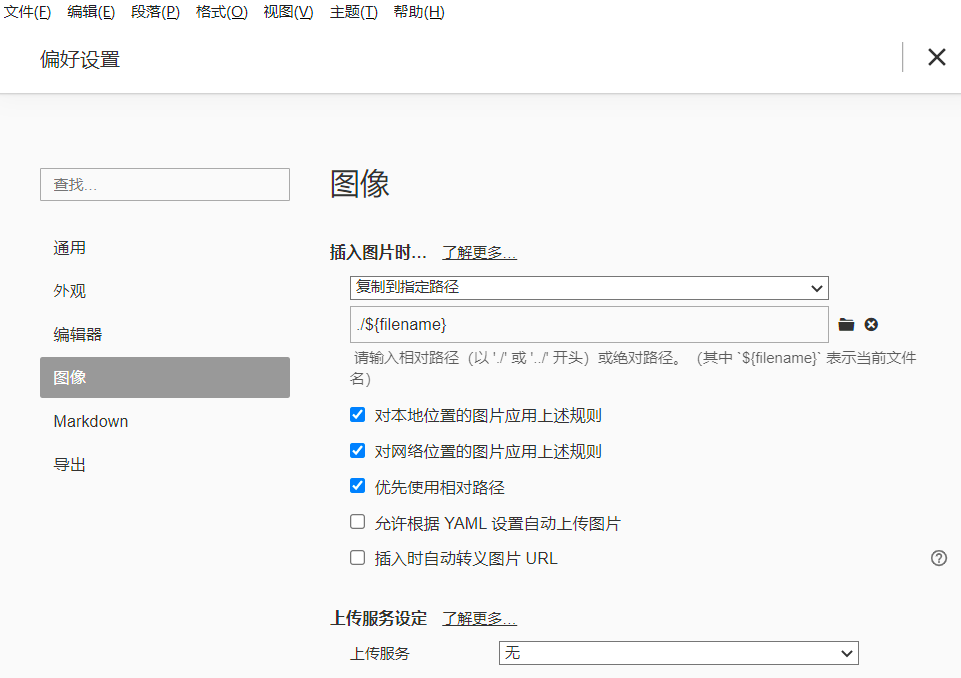 文件(F) 编辑(E) 段落(P) 格式(O) 视图(V) 主题(T) 帮助(H)
偏好设置
查找...
通用
外观
编辑器
图像
Markdown
导出
图像
插入图片时... 了解更多...
复制到指定路径
./${filename}
请输入相对路径（以 './' 或 '../' 开头）或绝对路径。（其中 `${filename}` 表示当前文件
名）
对本地位置的图片应用上述规则
对网络位置的图片应用上述规则
优先使用相对路径
允许根据 YAML 设置自动上传图片
插入时自动转义图片 URL
上传服务设定 了解更多...
上传服务 无